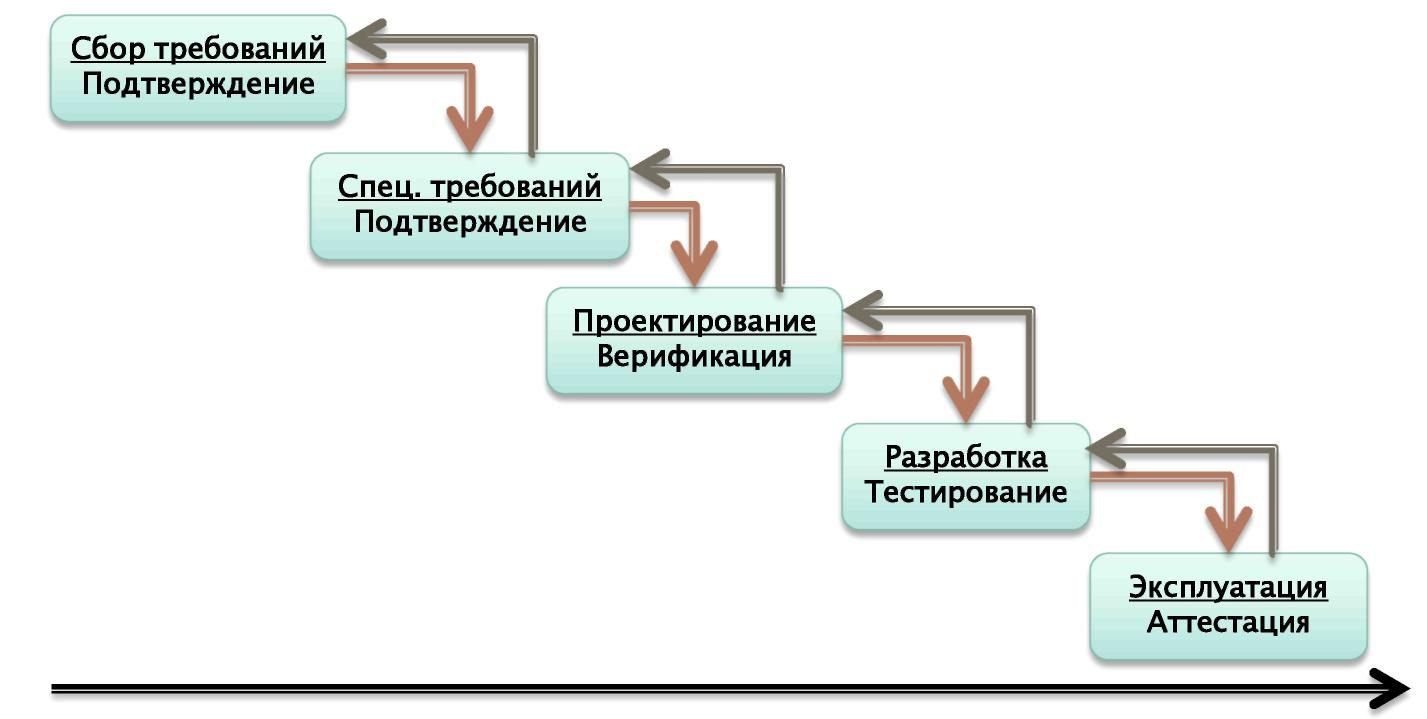 Сбор требований
Подтверждение
Спец. требований
Подтверждение
Проектирование
Верификация
Разработка
Тестирование
Эксплуатация
Аттестация